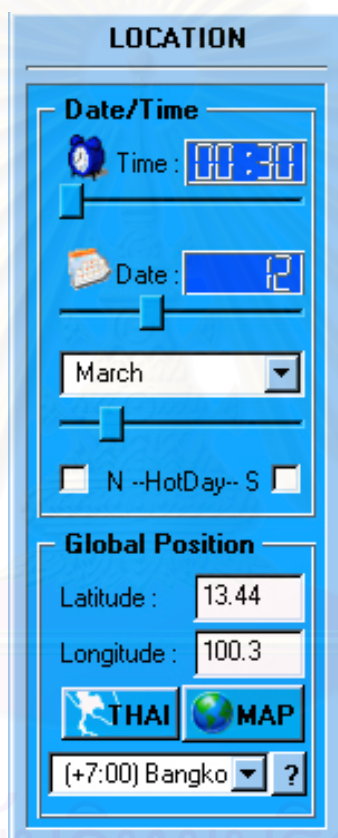 LOCATION
Date/Time
Time : 00:30
Date : 12
March
N --HotDay-- S
Global Position
Latitude : 13.44
Longitude : 100.3
THAI MAP
(+7:00) Bangko ?